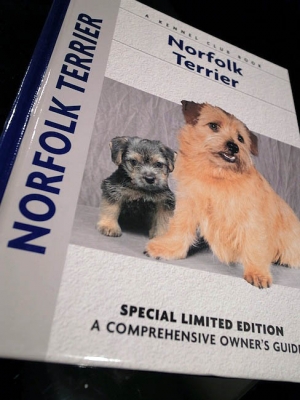 NORFOLK TERRIER
A KENNEL CLUB BOOK
Norfolk
Terrier
SPECIAL LIMITED EDITION
A COMPREHENSIVE OWNER'S GUIDE